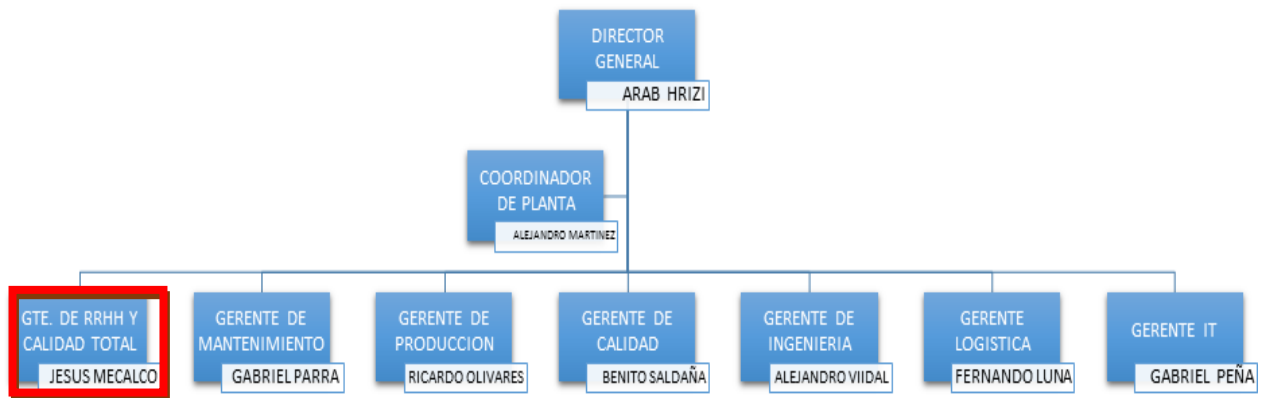 DIRECTOR
GENERAL
ARAB HRIZI
COORDINADOR
DE PLANTA
ALEJANDRO MARTINEZ
GTE. DE RRHH Y
CALIDAD TOTAL
JESUS MECALCO
GERENTE DE
MANTENIMIENTO
GABRIEL PARRA
GERENTE DE
PRODUCCION
RICARDO OLIVARES
GERENTE DE
CALIDAD
BENITO SALDAÑA
GERENTE DE
INGENIERIA
ALEJANDRO VIIDAL
GERENTE
LOGISTICA
FERNANDO LUNA
GERENTE IT
GABRIEL PEÑA